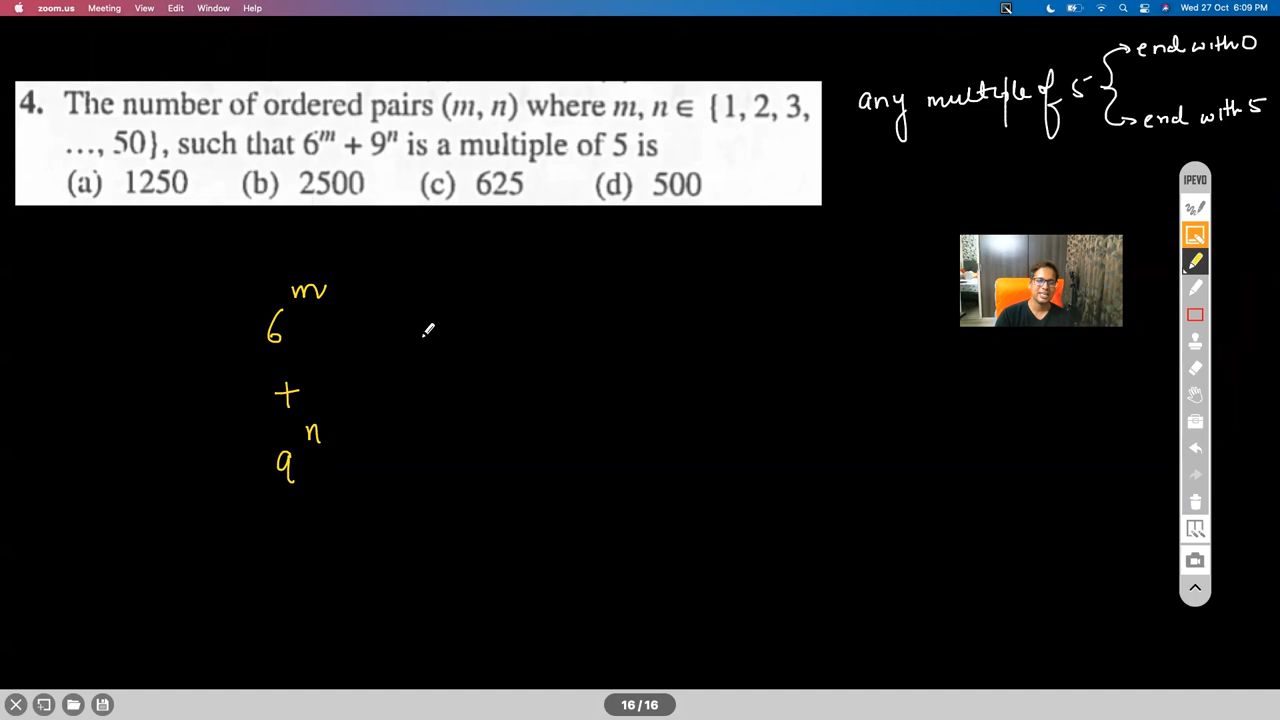 zoom.us Meeting View Edit Window Help Wed 27 Oct 6:09 PM
any multiple of 5
end with 0
end with 5
4. The number of ordered pairs (m, n) where m, n ∈ {1, 2, 3,
..., 50}, such that 6^m + 9^n is a multiple of 5 is
(a) 1250 (b) 2500 (c) 625 (d) 500
IPEVO
6^m
+
9^n
16/16